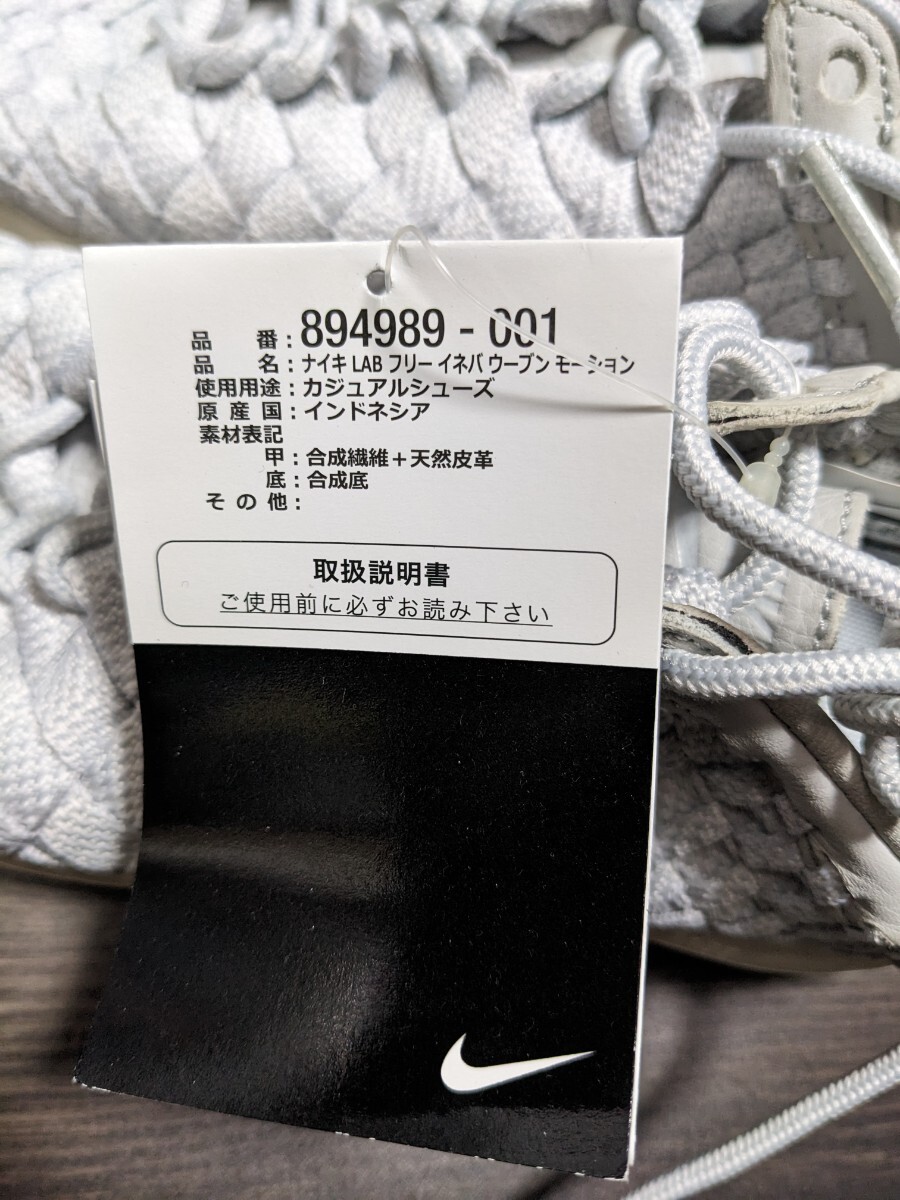 品　番：894989 - 001
品　名：ナイキ LAB フリー イネバ ウーブン モーション
使用用途：カジュアルシューズ
原産国：インドネシア
素材表記
甲：合成繊維＋天然皮革
底：合成底
その他：
取扱説明書
ご使用前に必ずお読み下さい